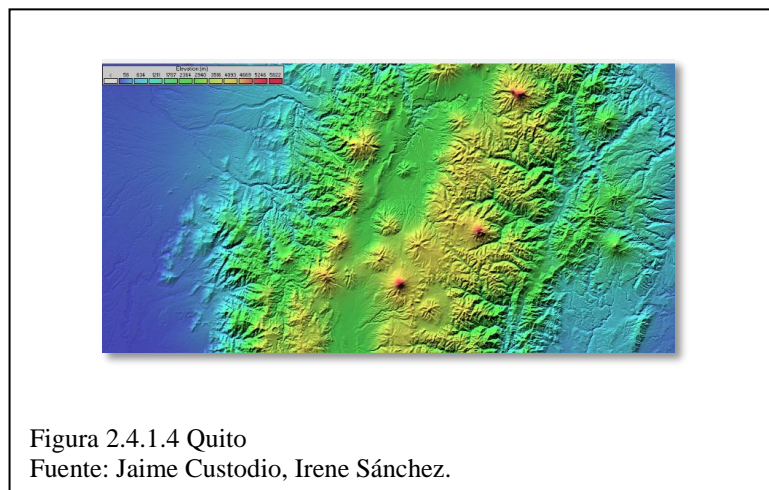 Elevation (m)
58 634 1211 1787 2364 2940 3516 4093 4669 5246 5822
Figura 2.4.1.4 Quito
Fuente: Jaime Custodio, Irene Sánchez.